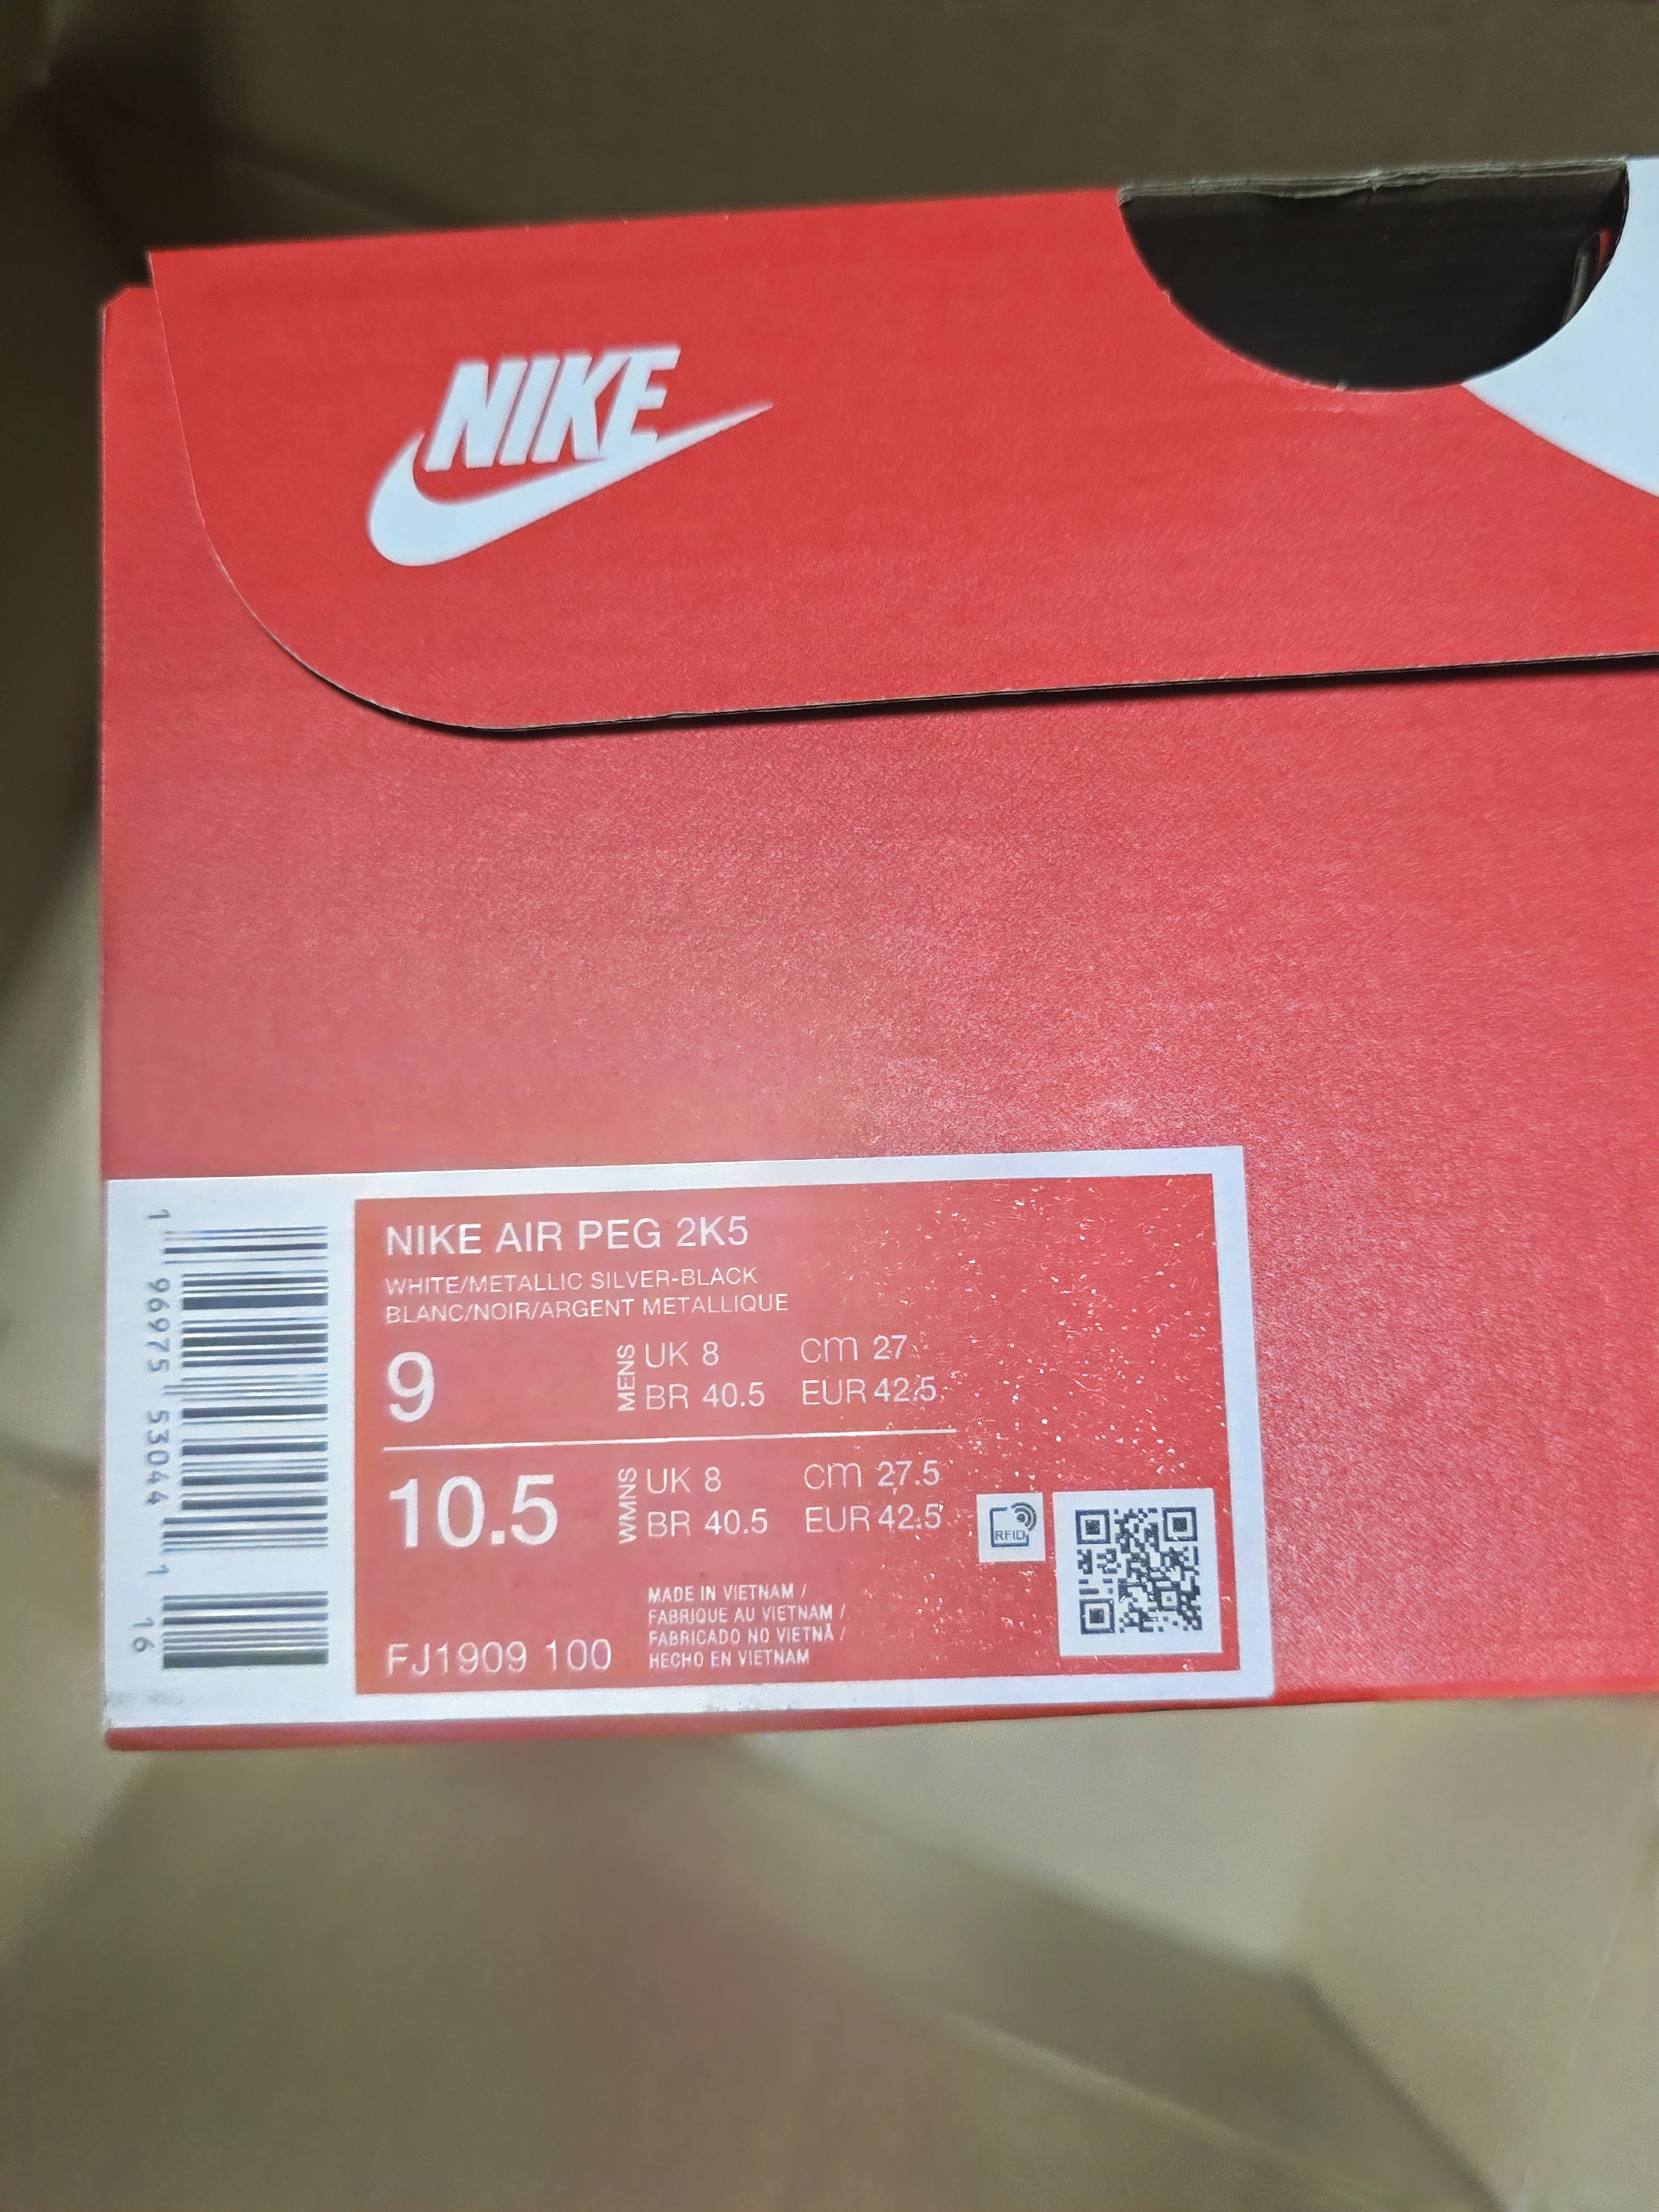 NIKE
NIKE AIR PEG 2K5
WHITE/METALLIC SILVER-BLACK
BLANC/NOIR/ARGENT METALLIQUE
9
MENS
UK 8 cm 27
BR 40.5 EUR 42.5
10.5
WMNS
UK 8 cm 27.5
BR 40.5 EUR 42.5
RFID
MADE IN VIETNAM /
FABRIQUE AU VIETNAM /
FABRICADO NO VIETNÃ /
HECHO EN VIETNAM
FJ1909 100
1 96975 53044 1 16